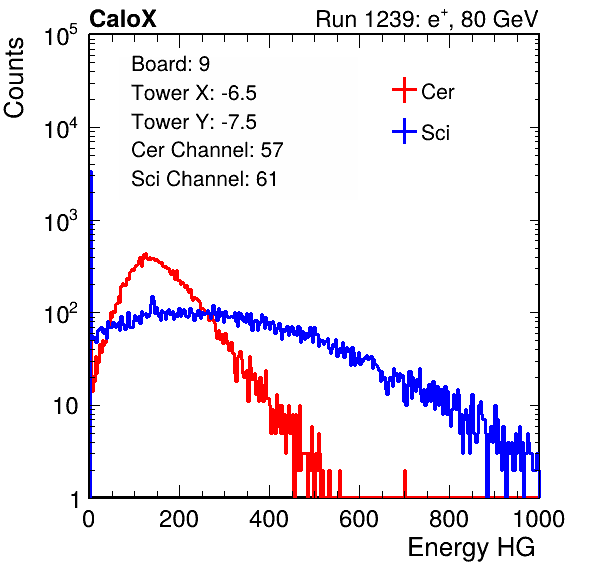 CaloX Run 1239: e⁺, 80 GeV
Counts
10⁵
10⁴
10³
10²
10
1
Board: 9
Tower X: -6.5
Tower Y: -7.5
Cer Channel: 57
Sci Channel: 61
Cer
Sci
0 200 400 600 800 1000
Energy HG